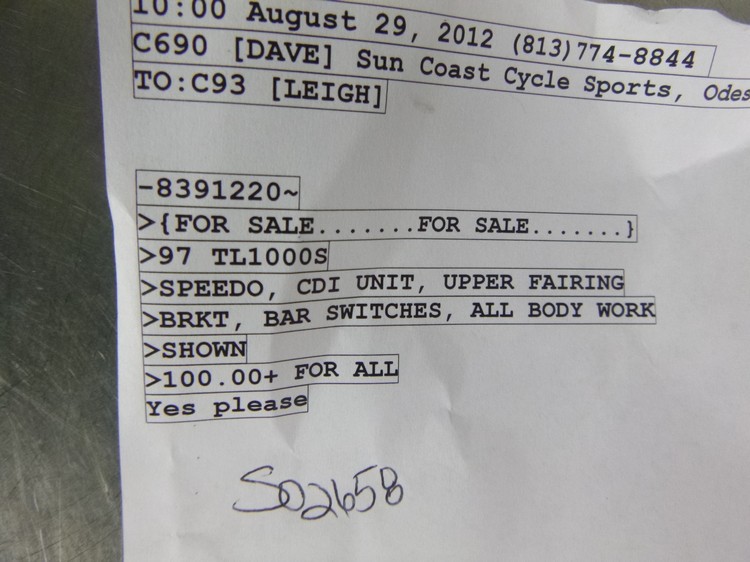 10:00 August 29, 2012 (813)774-8844
C690 [DAVE] Sun Coast Cycle Sports, Odes
TO:C93 [LEIGH]
-8391220~
>{FOR SALE.......FOR SALE.......}
>97 TL1000S
>SPEEDO, CDI UNIT, UPPER FAIRING
>BRKT, BAR SWITCHES, ALL BODY WORK
>SHOWN
>100.00+ FOR ALL
Yes please
SO2658